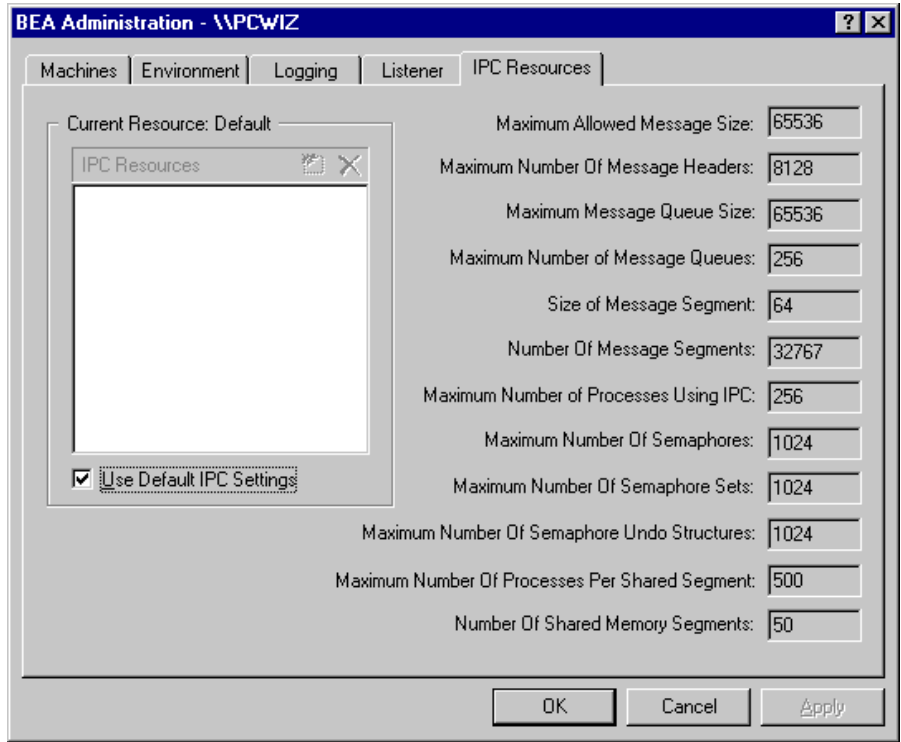 BEA Administration - \\PCWIZ
Machines Environment Logging Listener IPC Resources
Current Resource: Default
IPC Resources
Use Default IPC Settings
Maximum Allowed Message Size: 65536
Maximum Number Of Message Headers: 8128
Maximum Message Queue Size: 65536
Maximum Number of Message Queues: 256
Size of Message Segment: 64
Number Of Message Segments: 32767
Maximum Number of Processes Using IPC: 256
Maximum Number Of Semaphores: 1024
Maximum Number Of Semaphore Sets: 1024
Maximum Number Of Semaphore Undo Structures: 1024
Maximum Number Of Processes Per Shared Segment: 500
Number Of Shared Memory Segments: 50
OK Cancel Apply